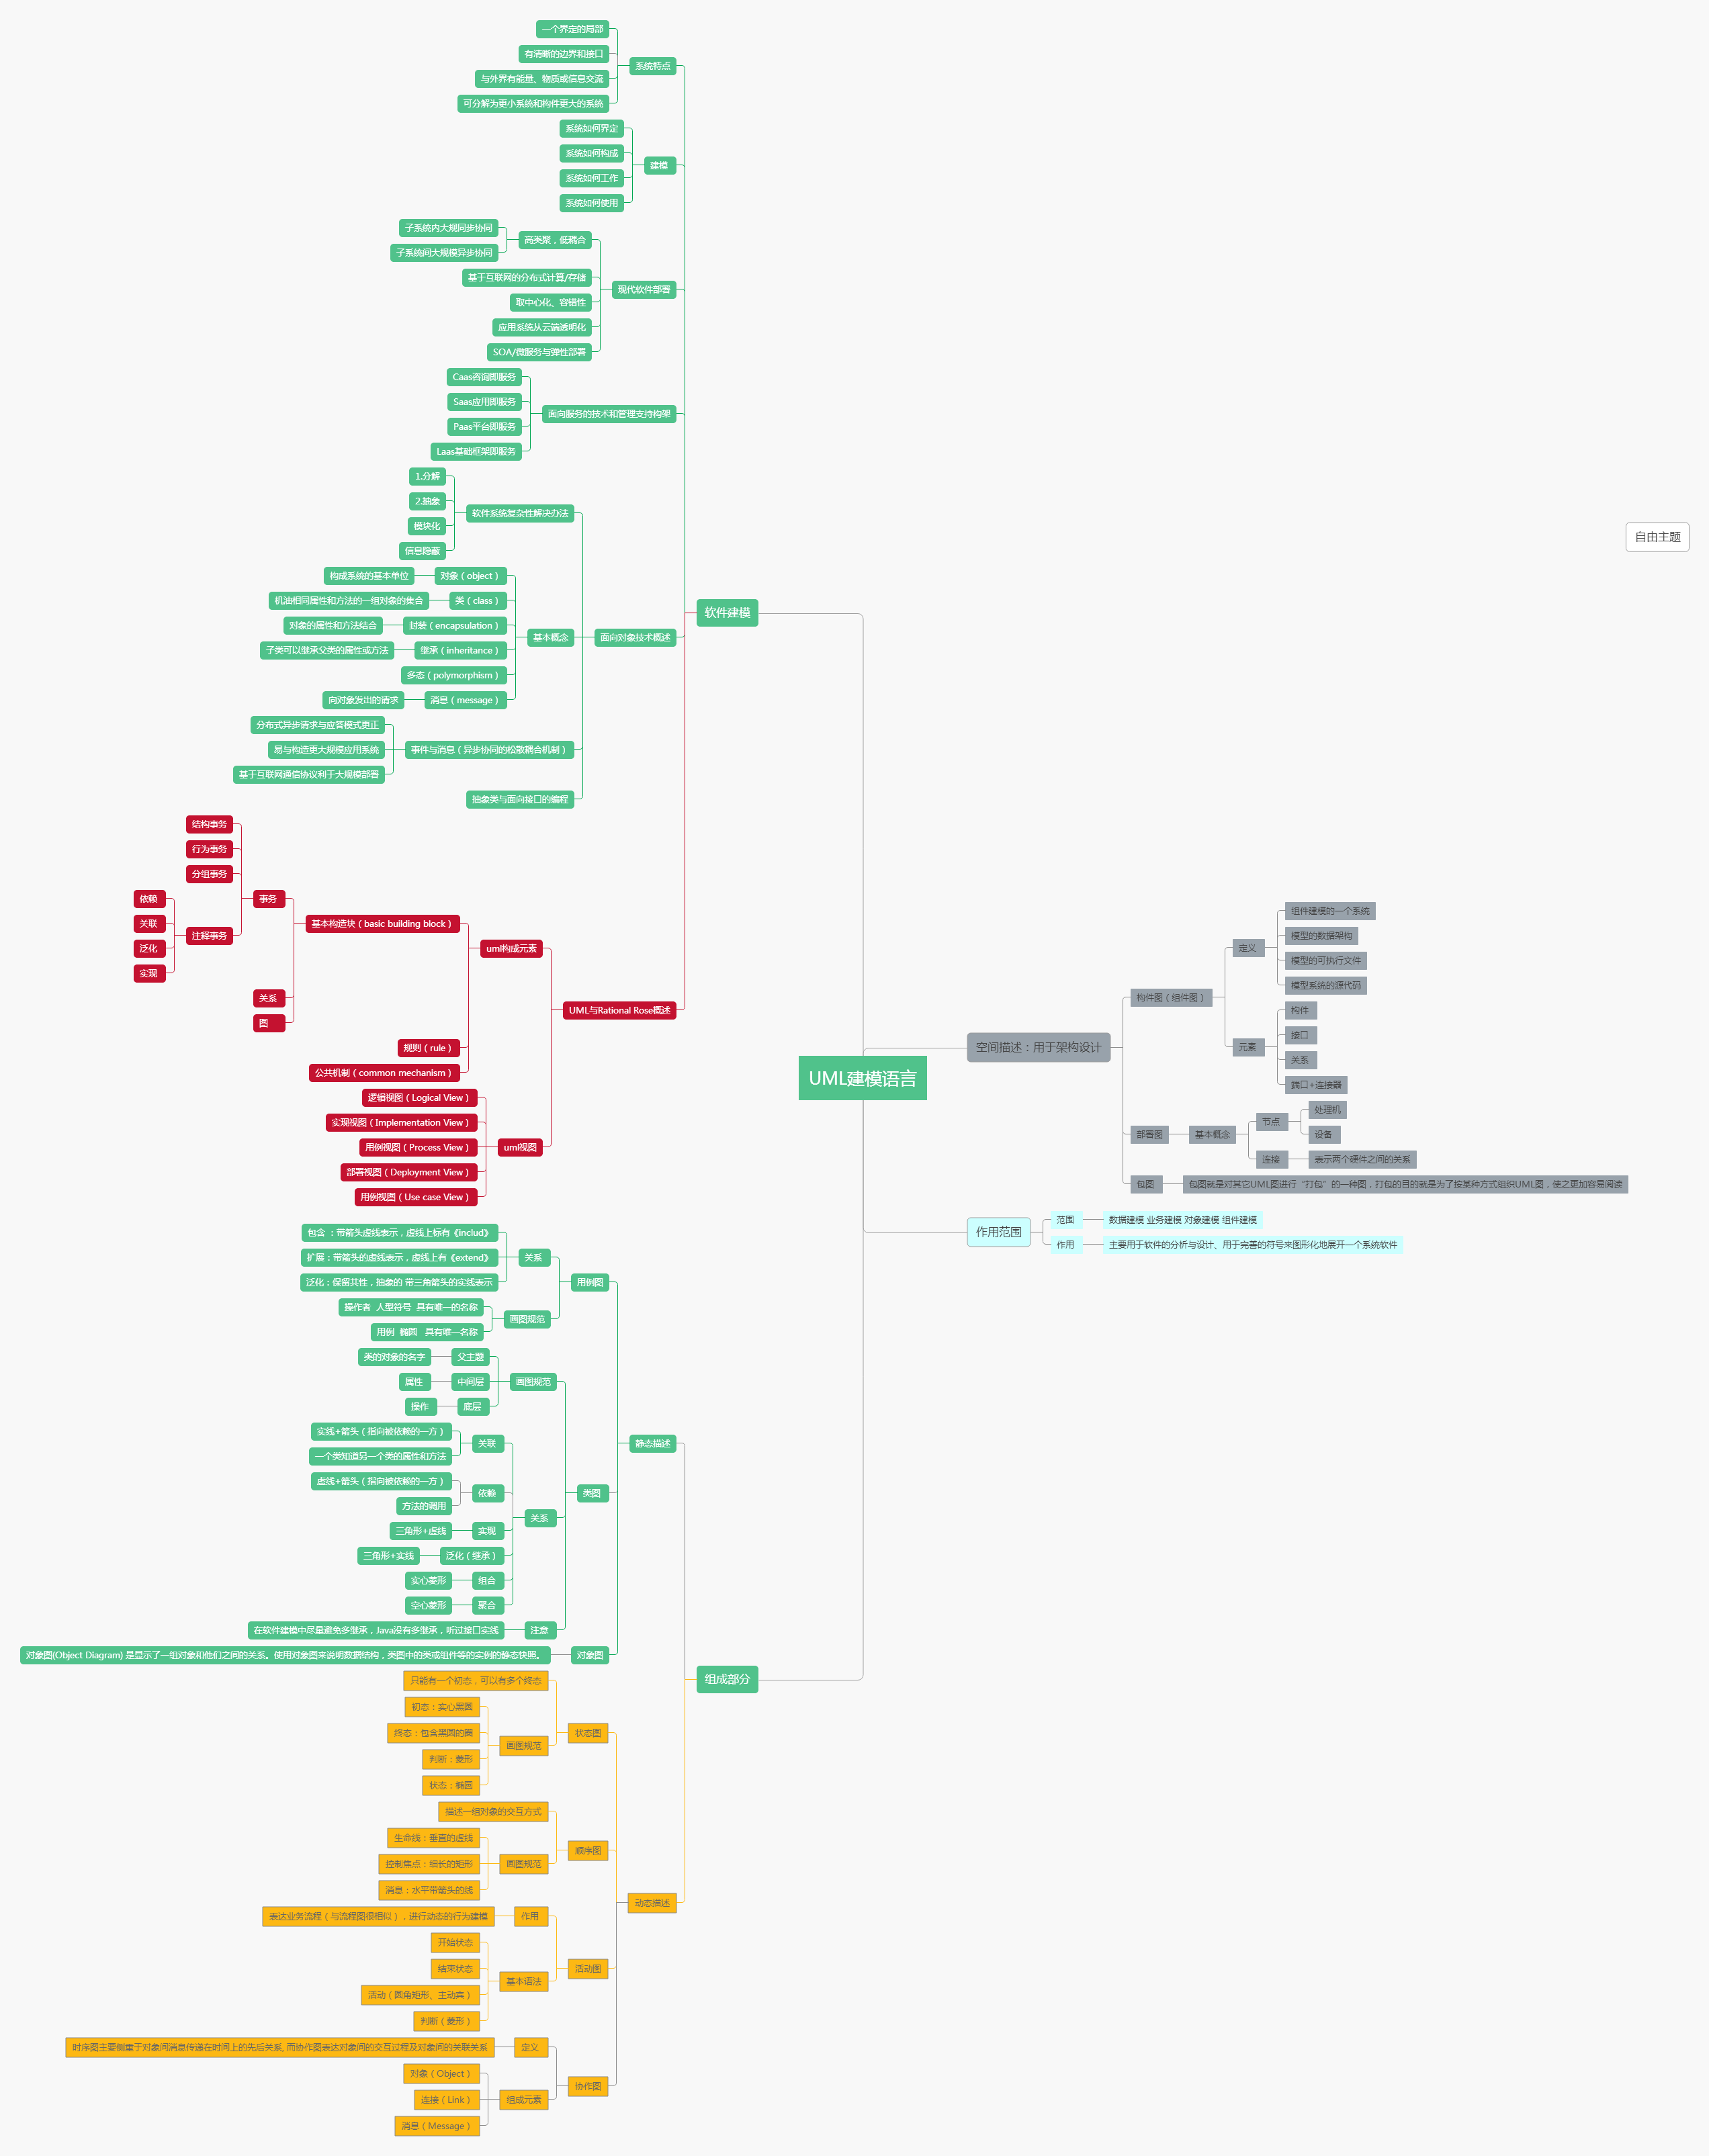 UML建模语言
软件建模
系统特点
一个界定的局部
有清晰的边界和接口
与外界有能量、物质或信息交流
可分解为更小系统和构件更大的系统
建模
系统如何界定
系统如何构成
系统如何工作
系统如何使用
现代软件部署
高类聚，低耦合
子系统内大规同步协同
子系统间大规模异步协同
基于互联网的分布式计算/存储
取中心化、容错性
应用系统从云端透明化
SOA/微服务与弹性部署
面向服务的技术和管理支持构架
Caas咨询即服务
Saas应用即服务
Paas平台即服务
Laas基础框架即服务
面向对象技术概述
软件系统复杂性解决办法
1.分解
2.抽象
模块化
信息隐蔽
基本概念
对象（object）
构成系统的基本单位
类（class）
机油相同属性和方法的一组对象的集合
封装（encapsulation）
对象的属性和方法结合
继承（inheritance）
子类可以继承父类的属性或方法
多态（polymorphism）
消息（message）
向对象发出的请求
事件与消息（异步协同的松散耦合机制）
分布式异步请求与应答模式更正
易与构造更大规模应用系统
基于互联网通信协议利于大规模部署
抽象类与面向接口的编程
UML与Rational Rose概述
uml构成元素
基本构造块（basic building block）
事务
结构事务
行为事务
分组事务
注释事务
依赖
关联
泛化
实现
关系
图
规则（rule）
公共机制（common mechanism）
uml视图
逻辑视图（Logical View）
实现视图（Implementation View）
用例视图（Process View）
部署视图（Deployment View）
用例视图（Use case View）
组成部分
静态描述
用例图
关系
包含 ：带箭头虚线表示，虚线上标有《includ》
扩展：带箭头的虚线表示，虚线上有《extend》
泛化：保留共性，抽象的 带三角箭头的实线表示
画图规范
操作者 人型符号 具有唯一的名称
用例 椭圆 具有唯一名称
类图
画图规范
父主题
类的对象的名字
中间层
属性
底层
操作
关系
关联
实线+箭头（指向被依赖的一方）
一个类知道另一个类的属性和方法
依赖
虚线+箭头（指向被依赖的一方）
方法的调用
实现
三角形+虚线
泛化（继承）
三角形+实线
组合
实心菱形
聚合
空心菱形
注意
在软件建模中尽量避免多继承，Java没有多继承，听过接口实线
对象图
对象图(Object Diagram) 是显示了一组对象和他们之间的关系。使用对象图来说明数据结构，类图中的类或组件等的实例的静态快照。
动态描述
状态图
只能有一个初态，可以有多个终态
画图规范
初态：实心黑圆
终态：包含黑圆的圈
判断：菱形
状态：椭圆
顺序图
描述一组对象的交互方式
画图规范
生命线：垂直的虚线
控制焦点：细长的矩形
消息：水平带箭头的线
活动图
作用
表达业务流程（与流程图很相似），进行动态的行为建模
基本语法
开始状态
结束状态
活动（圆角矩形、主动宾）
判断（菱形）
协作图
定义
时序图主要侧重于对象间消息传递在时间上的先后关系, 而协作图表达对象间的交互过程及对象间的关联关系
组成元素
对象（Object）
连接（Link）
消息（Message）
空间描述：用于架构设计
构件图（组件图）
定义
组件建模的一个系统
模型的数据架构
模型的可执行文件
模型系统的源代码
元素
构件
接口
关系
端口+连接器
部署图
基本概念
节点
处理机
设备
连接
表示两个硬件之间的关系
包图
包图就是对其它UML图进行“打包”的一种图，打包的目的就是为了按某种方式组织RUML图，使之更加容易阅读
作用范围
范围
数据建模 业务建模 对象建模 组件建模
作用
主要用于软件的分析与设计、用于完善的符号来图形化地展开一个系统软件
自由主题